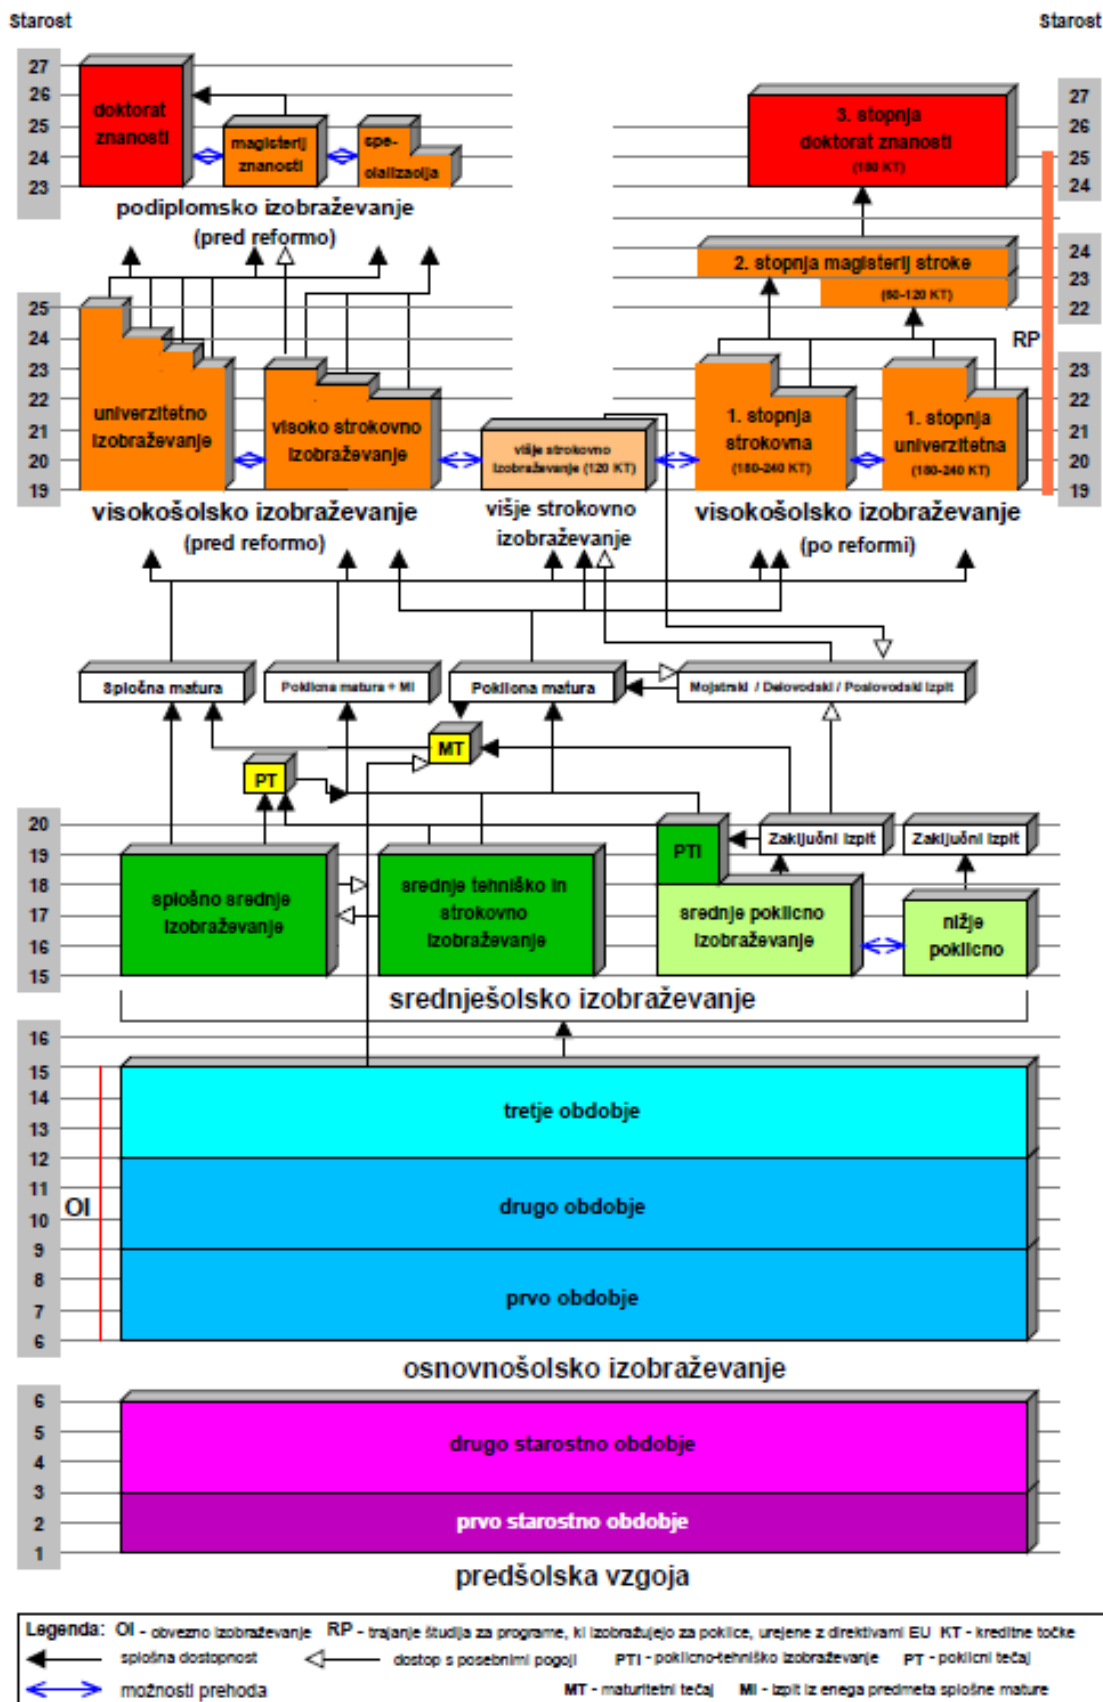 Starost
Starost
27
26
25
24
23
doktorat
znanosti
magisterij
znanosti
spe-
cializacija
podiplomsko izobraževanje
(pred reformo)
27
26
25
24
3. stopnja
doktorat znanosti
(180 KT)
24
23
22
2. stopnja magisterij stroke
(60-120 KT)
RP
25
24
23
22
21
20
19
univerzitetno
izobraževanje
visoko strokovno
izobraževanje
višje strokovno
izobraževanje (120 KT)
1. stopnja
strokovna
(180-240 KT)
1. stopnja
univerzitetna
(180-240 KT)
23
22
21
20
19
visokošolsko izobraževanje
(pred reformo)
višje strokovno
izobraževanje
visokošolsko izobraževanje
(po reformi)
Splošna matura
Poklicna matura + MI
Poklicna matura
Mojstrski / Delovodski / Poslovodski izpit
MT
PT
20
19
18
17
16
15
splošno srednje
izobraževanje
srednje tehniško in
strokovno
izobraževanje
PTI
Zaključni izpit
Zaključni izpit
srednje poklicno
izobraževanje
nižje
poklicno
srednješolsko izobraževanje
16
15
14
13
12
11
10
9
8
7
6
OI
tretje obdobje
drugo obdobje
prvo obdobje
osnovnošolsko izobraževanje
6
5
4
3
2
1
drugo starostno obdobje
prvo starostno obdobje
predšolska vzgoja
Legenda: OI - obvezno izobraževanje RP - trajanje študija za programe, ki izobražujejo za poklice, urejene z direktivami EU KT - kreditne točke
splošna dostopnost dostop s posebnimi pogoji PTI - poklicno-tehniško izobraževanje PT - poklicni tečaj
možnosti prehoda MT - maturitetni tečaj MI - izpit iz enega predmeta splošne mature